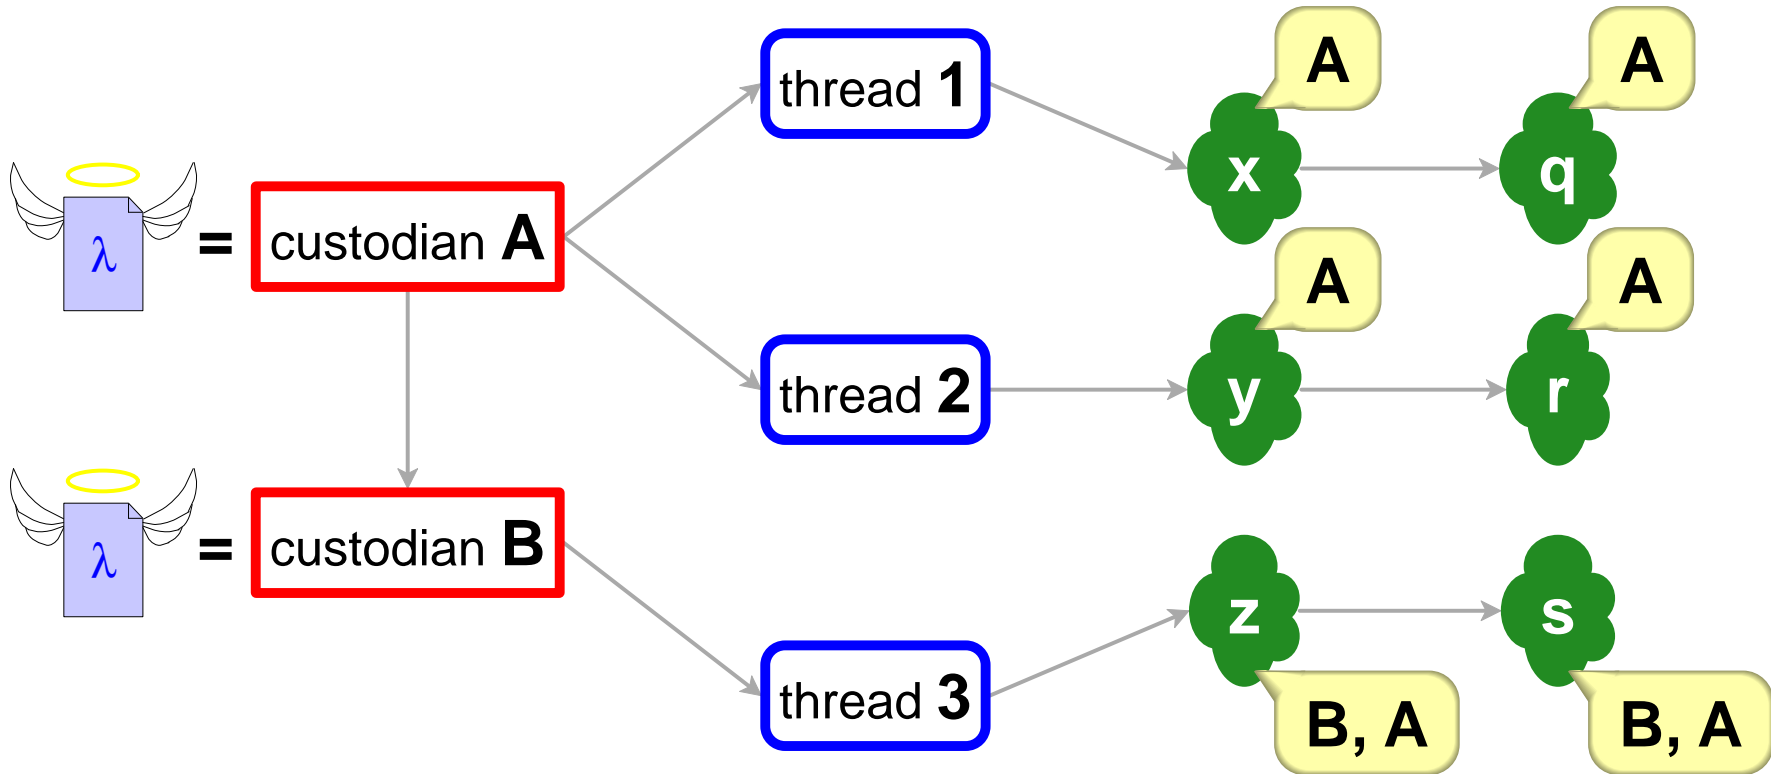 A
A
thread 1
x
q
λ
=
custodian A
A
A
thread 2
y
r
λ
=
custodian B
z
s
thread 3
B, A
B, A